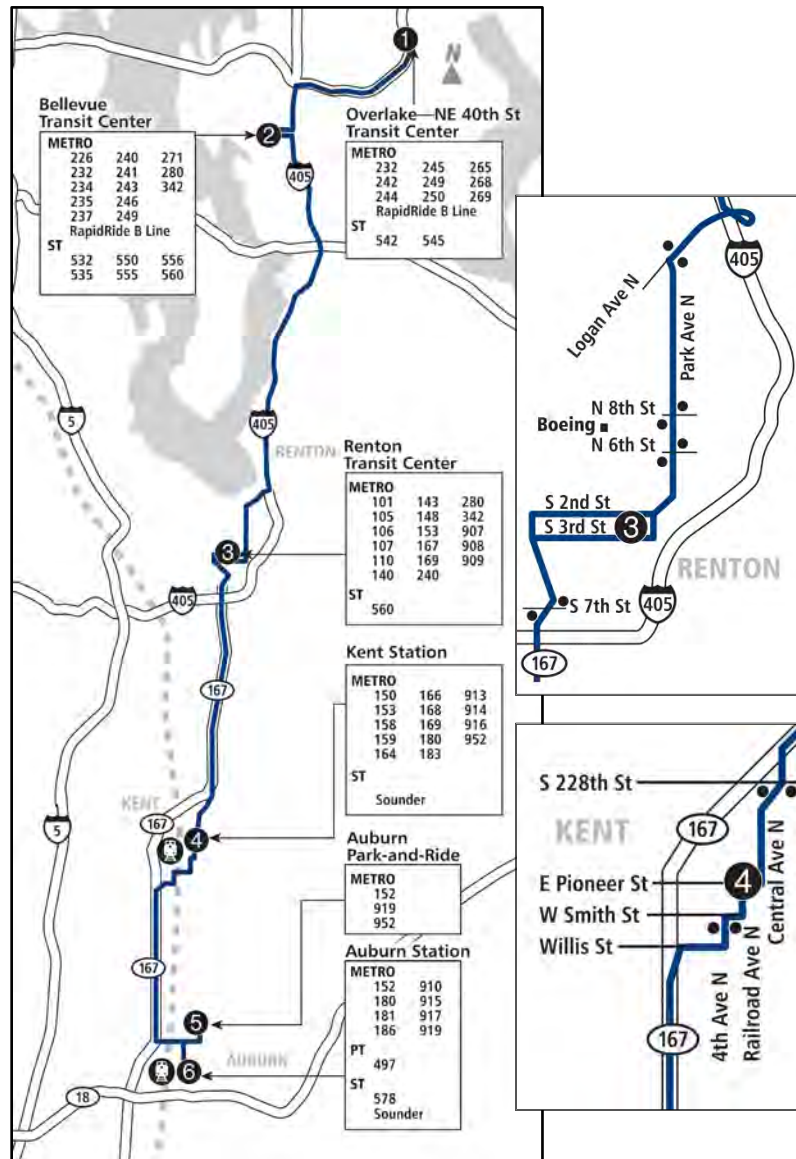 1
N
Bellevue
Transit Center
METRO
226 240 271
232 241 280
234 243 342
235 246
237 249
RapidRide B Line
ST
532 550 556
535 555 560
2
Overlake—NE 40th St
Transit Center
METRO
232 245 265
242 249 268
244 250 269
RapidRide B Line
ST
542 545
405
5
405
RENTON
Renton
Transit Center
METRO
101 143 280
105 148 342
106 153 907
107 167 908
110 169 909
140 240
ST
560
3
405
167
Kent Station
METRO
150 166 913
153 168 914
158 169 916
159 180 952
164 183
ST
Sounder
KENT
167
5
4
Auburn
Park-and-Ride
METRO
152
919
952
167
Auburn Station
METRO
152 910
180 915
181 917
186 919
PT
497
ST
578
Sounder
5
AUBURN
6
18
405
Logan Ave N
Park Ave N
N 8th St
Boeing
N 6th St
S 2nd St
S 3rd St
3
RENTON
S 7th St
405
167
S 228th St
KENT
167
E Pioneer St
4
W Smith St
Willis St
Central Ave N
4th Ave N
Railroad Ave N
167